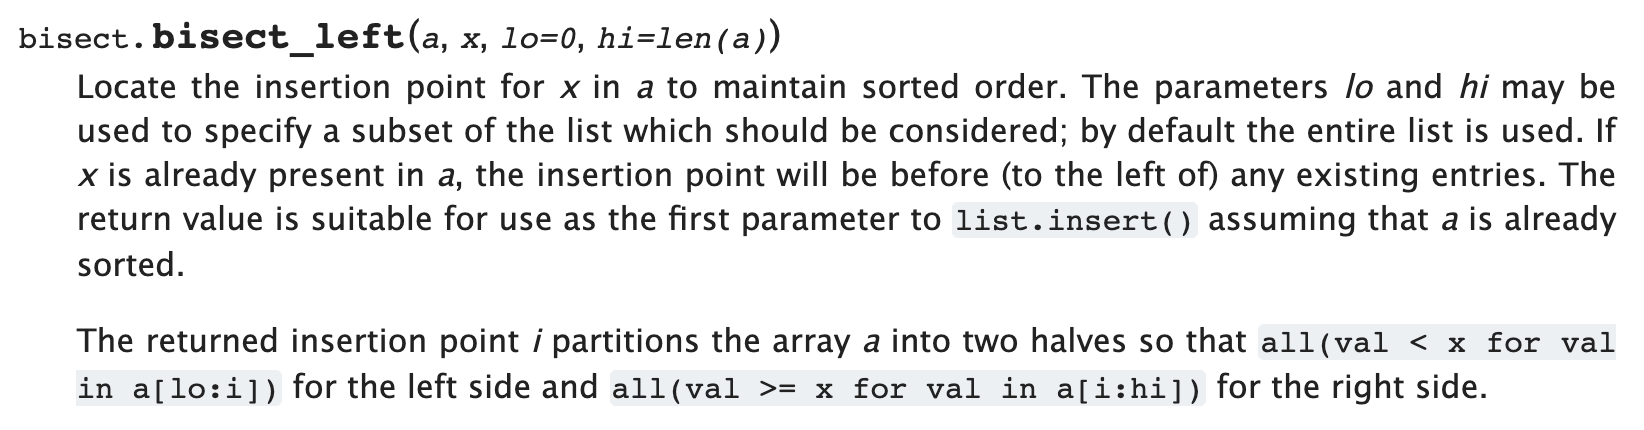 bisect.bisect_left(a, x, lo=0, hi=len(a))
Locate the insertion point for x in a to maintain sorted order. The parameters lo and hi may be
used to specify a subset of the list which should be considered; by default the entire list is used. If
x is already present in a, the insertion point will be before (to the left of) any existing entries. The
return value is suitable for use as the first parameter to list.insert() assuming that a is already
sorted.
The returned insertion point i partitions the array a into two halves so that all(val < x for val
in a[lo:i]) for the left side and all(val >= x for val in a[i:hi]) for the right side.